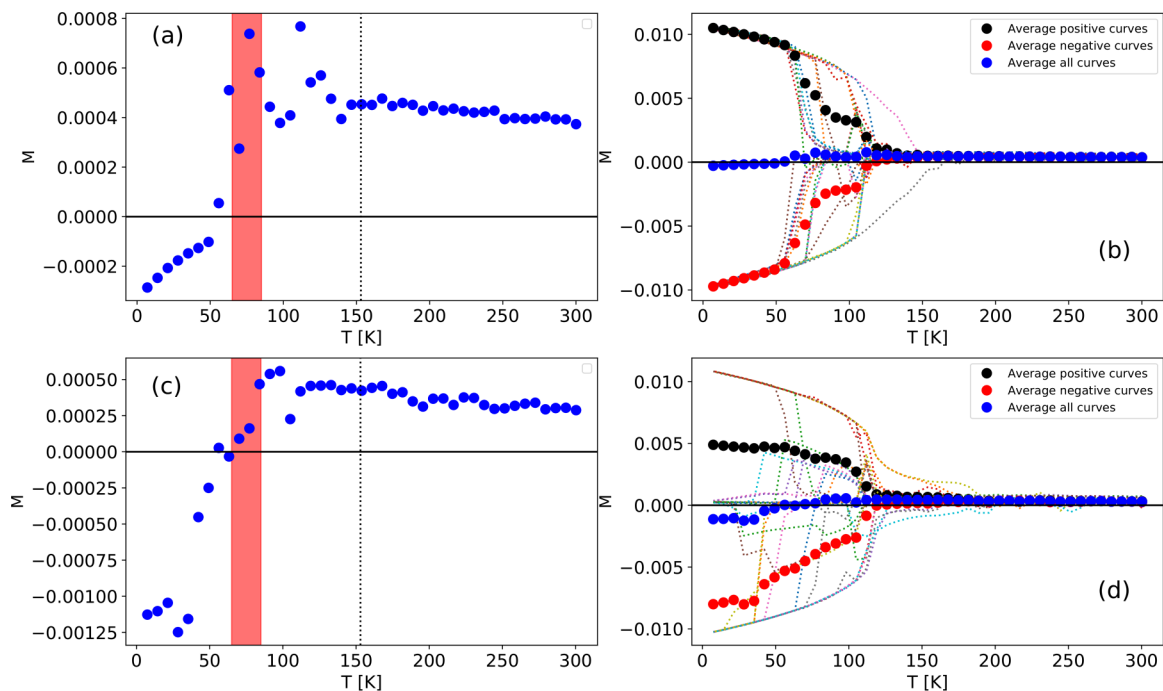 (a)
0.0008
0.0006
0.0004
0.0002
0.0000
−0.0002
M
0 50 100 150 200 250 300
T [K]
(b)
Average positive curves
Average negative curves
Average all curves
0.010
0.005
0.000
−0.005
−0.010
M
0 50 100 150 200 250 300
T [K]
(c)
0.00050
0.00025
0.00000
−0.00025
−0.00050
−0.00075
−0.00100
−0.00125
M
0 50 100 150 200 250 300
T [K]
(d)
Average positive curves
Average negative curves
Average all curves
0.010
0.005
0.000
−0.005
−0.010
M
0 50 100 150 200 250 300
T [K]